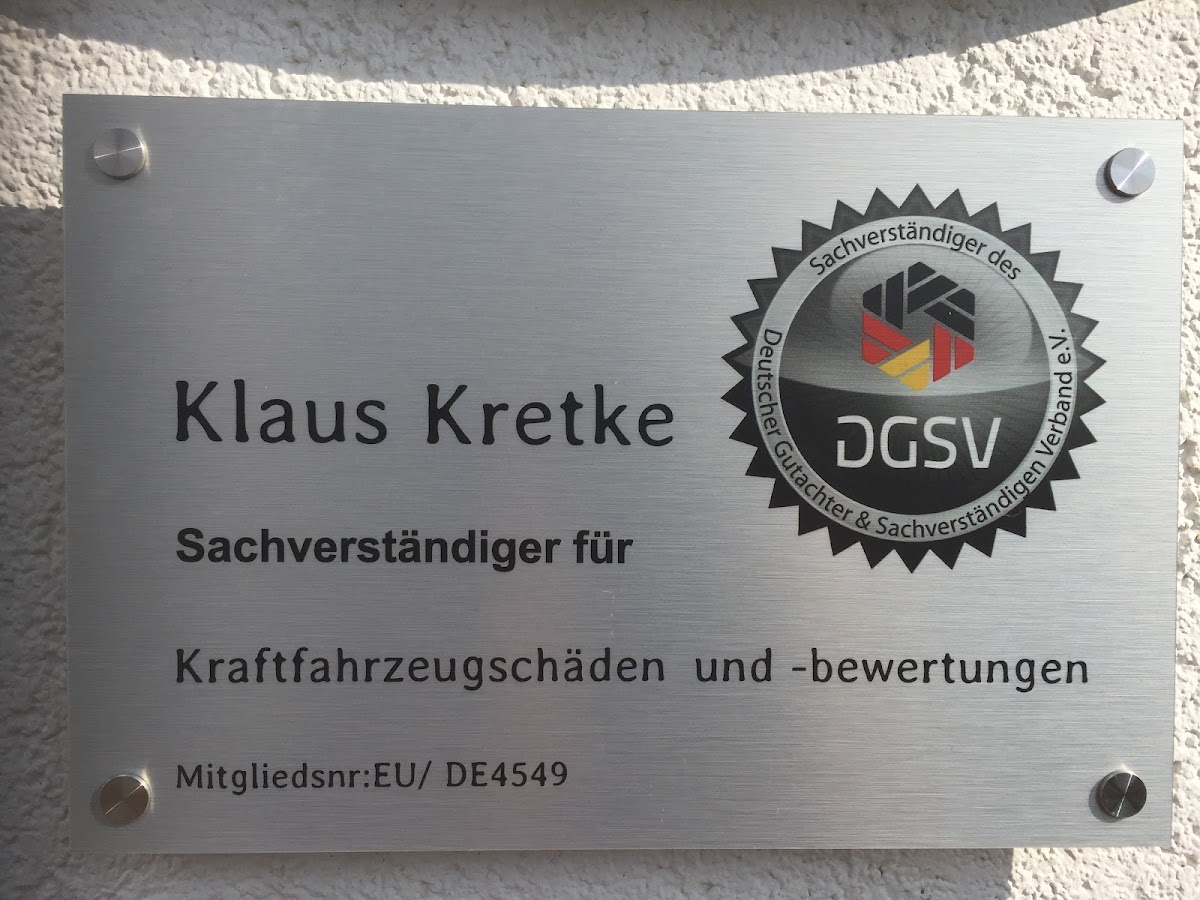 Sachverständiger des
Deutscher Gutachter & Sachverständigen Verband e.V.
DGSV
Klaus Kretke
Sachverständiger für
Kraftfahrzeugschäden und -bewertungen
Mitgliedsnr:EU/ DE4549